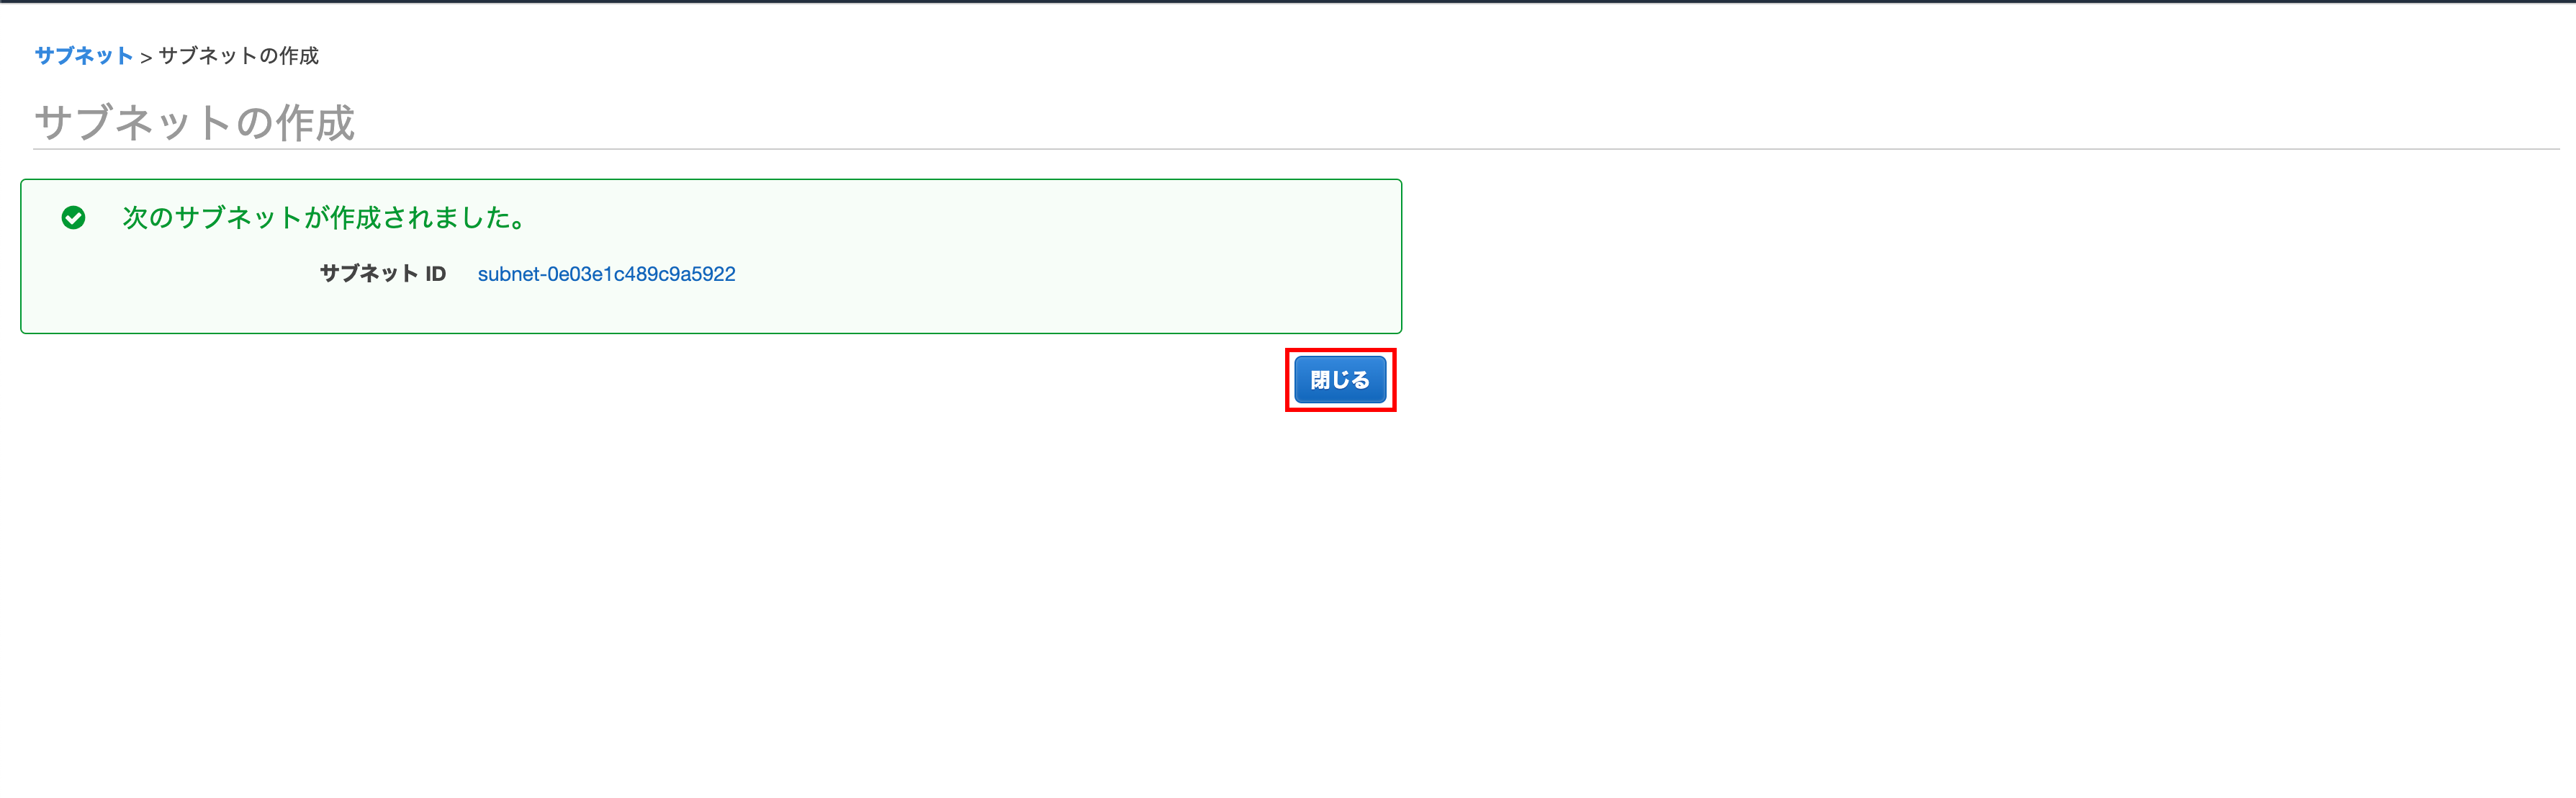 サブネット > サブネットの作成
サブネットの作成
次のサブネットが作成されました。
サブネット ID subnet-0e03e1c489c9a5922
閉じる